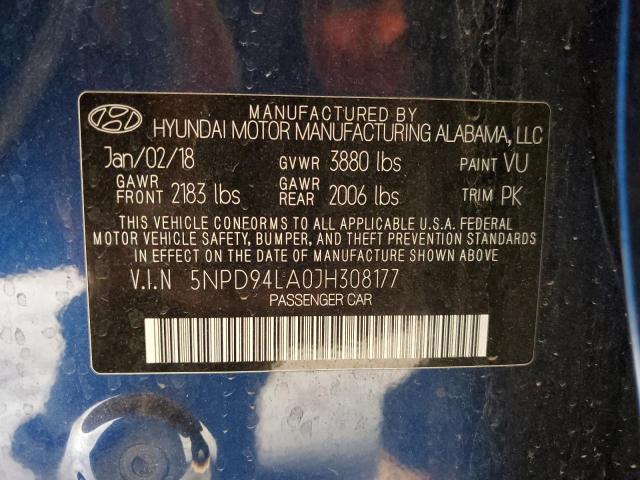 MANUFACTURED BY
HYUNDAI MOTOR MANUFACTURING ALABAMA, LLC
Jan/02/18 GVWR 3880 lbs PAINT VU
GAWR FRONT 2183 lbs GAWR REAR 2006 lbs TRIM PK
THIS VEHICLE CONFORMS TO ALL APPLICABLE U.S.A. FEDERAL
MOTOR VEHICLE SAFETY, BUMPER, AND THEFT PREVENTION STANDARDS
IN EFFECT ON THE DATE OF MANUFACTURE SHOWN ABOVE.
V.I.N 5NPD94LA0JH308177
PASSENGER CAR